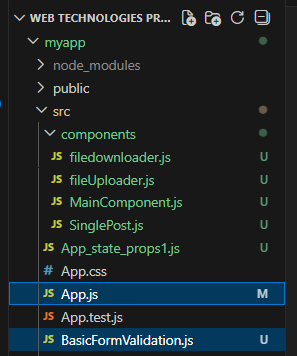 WEB TECHNOLOGIES PR...
myapp
node_modules
public
src
components
JS filedownloader.js U
JS fileUploader.js U
JS MainComponent.js U
JS SinglePost.js U
JS App_state_props1.js U
# App.css
JS App.js M
JS App.test.js
JS BasicFormValidation.js U